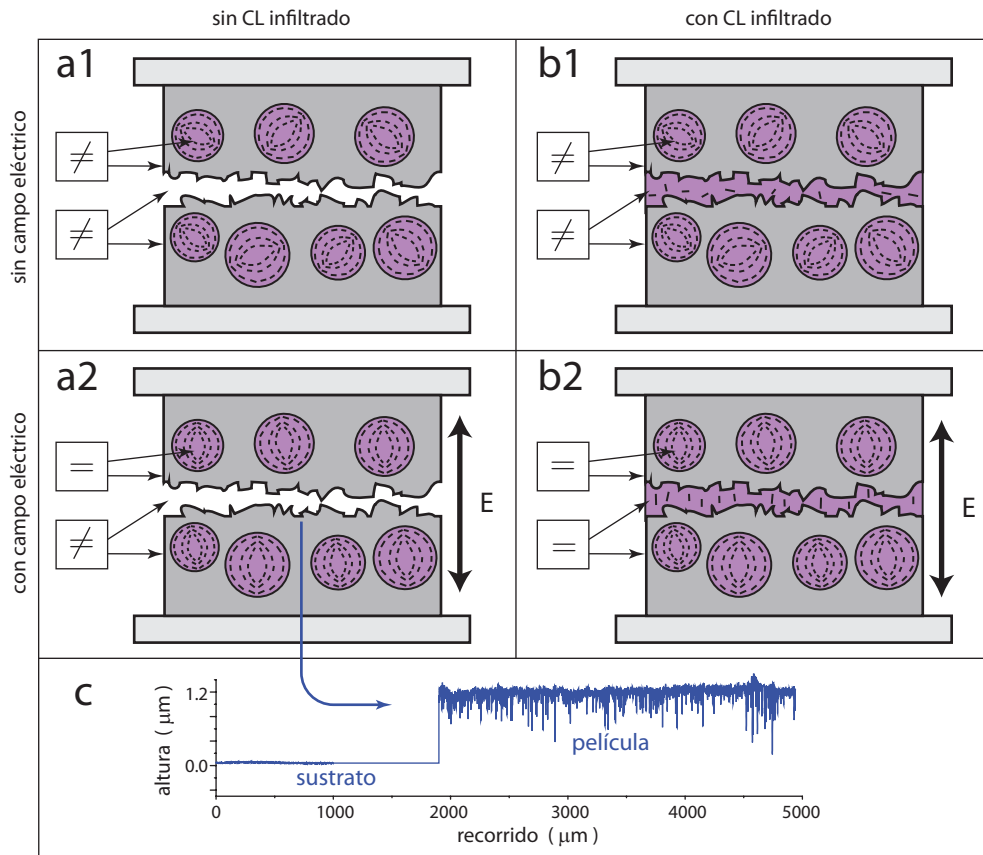 sin CL infiltrado
con CL infiltrado
sin campo eléctrico
a1
≠
≠
b1
≠
≠
con campo eléctrico
a2
=
≠
E
b2
=
=
E
c
altura ( μm )
1.2
0.0
sustrato
película
0 1000 2000 3000 4000 5000
recorrido ( μm )